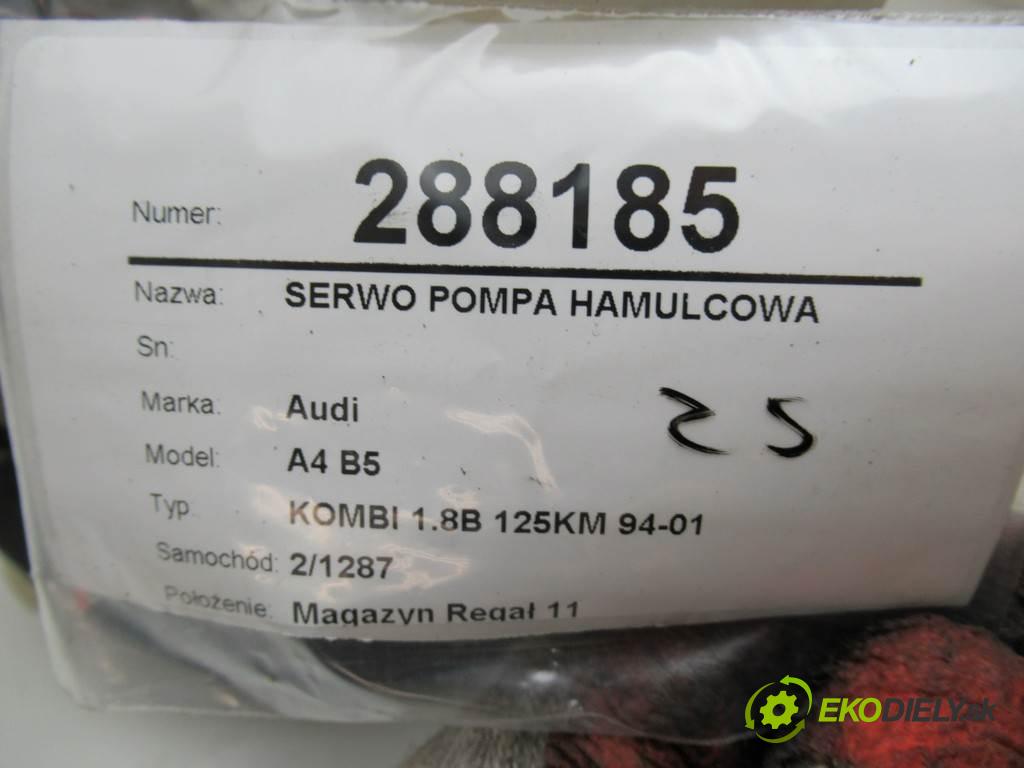 Numer: 288185
Nazwa: SERWO POMPA HAMULCOWA
Sn:
Marka: Audi
Model: A4 B5
Typ KOMBI 1.8B 125KM 94-01
Samochód: 2/1287
Położenie: Magazyn Regał 11
EKODIELY.sk